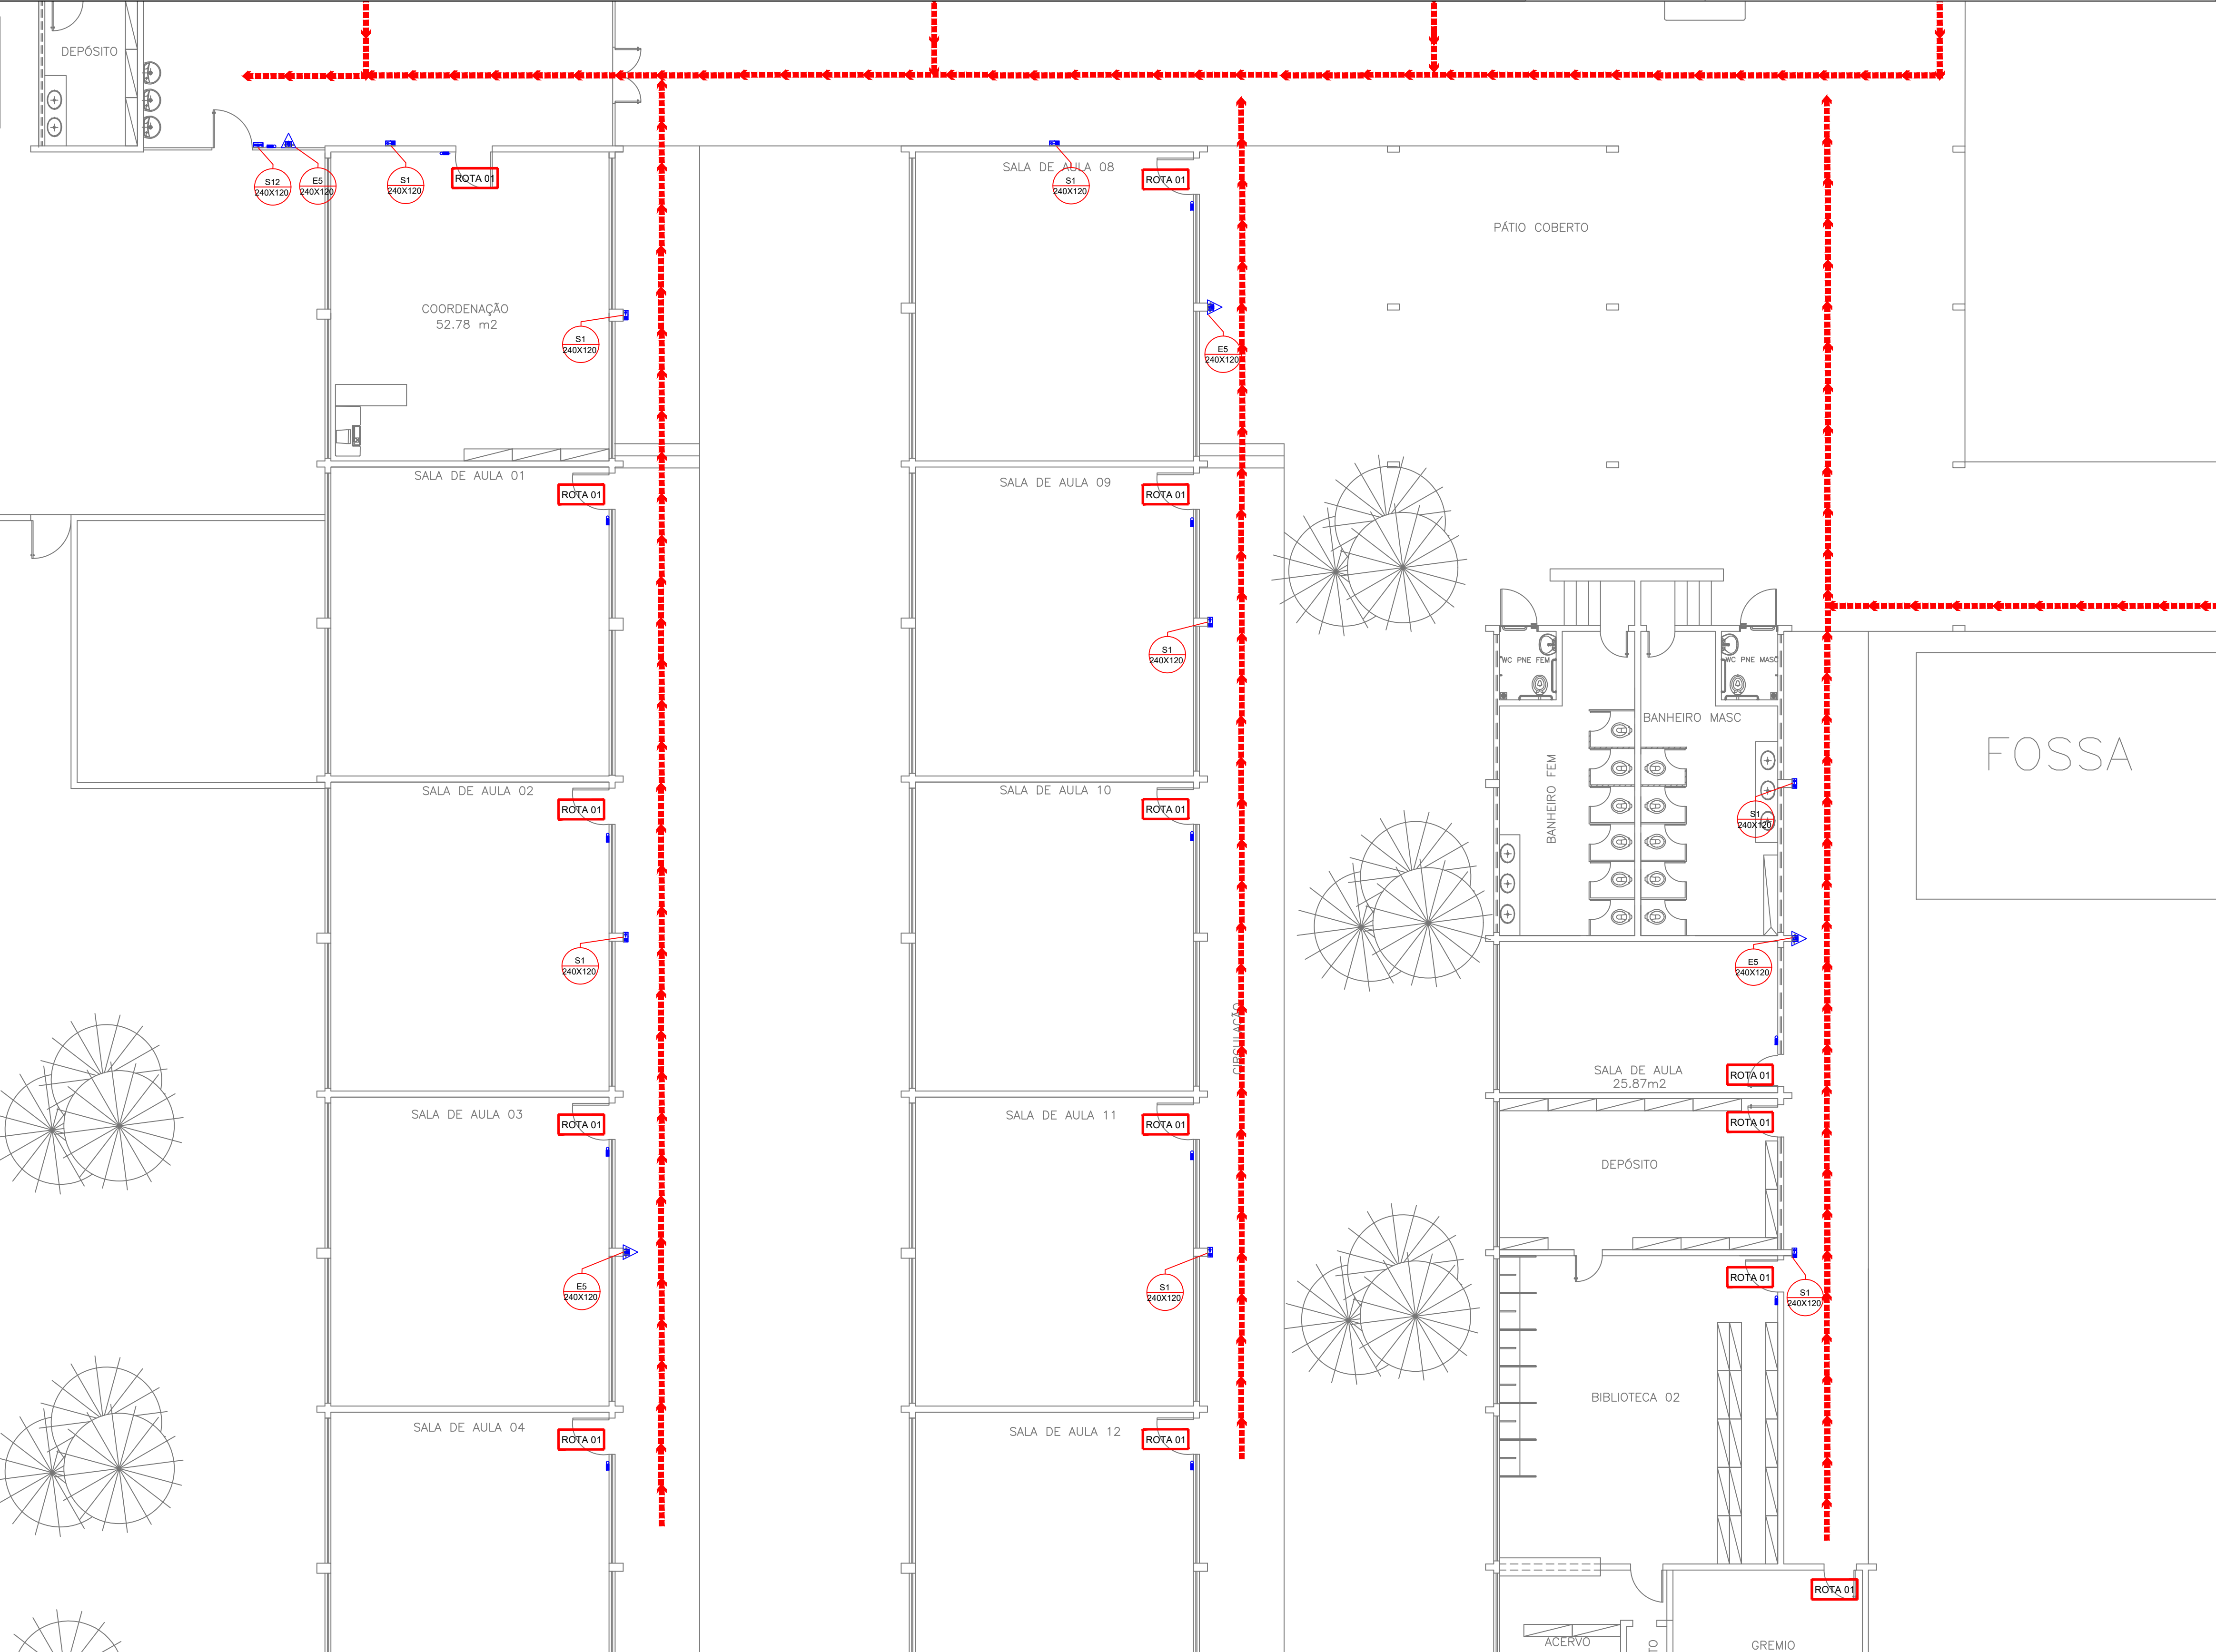 DEPÓSITO
S12
240X120
E5
240X120
S1
240X120
ROTA 01
SALA DE AULA 08
S1
240X120
ROTA 01
PÁTIO COBERTO
COORDENAÇÃO
52.78 m2
S1
240X120
E5
240X120
SALA DE AULA 01
ROTA 01
SALA DE AULA 09
ROTA 01
S1
240X120
WC PNE FEM
WC PNE MASC
BANHEIRO MASC
BANHEIRO FEM
FOSSA
SALA DE AULA 02
ROTA 01
SALA DE AULA 10
ROTA 01
S1
240X120
S1
240X120
E5
240X120
CIRCULAÇÃO
SALA DE AULA
25.87m2
ROTA 01
SALA DE AULA 03
ROTA 01
SALA DE AULA 11
ROTA 01
ROTA 01
DEPÓSITO
E5
240X120
S1
240X120
ROTA 01
S1
240X120
BIBLIOTECA 02
SALA DE AULA 04
ROTA 01
SALA DE AULA 12
ROTA 01
ROTA 01
ACERVO
GREMIO